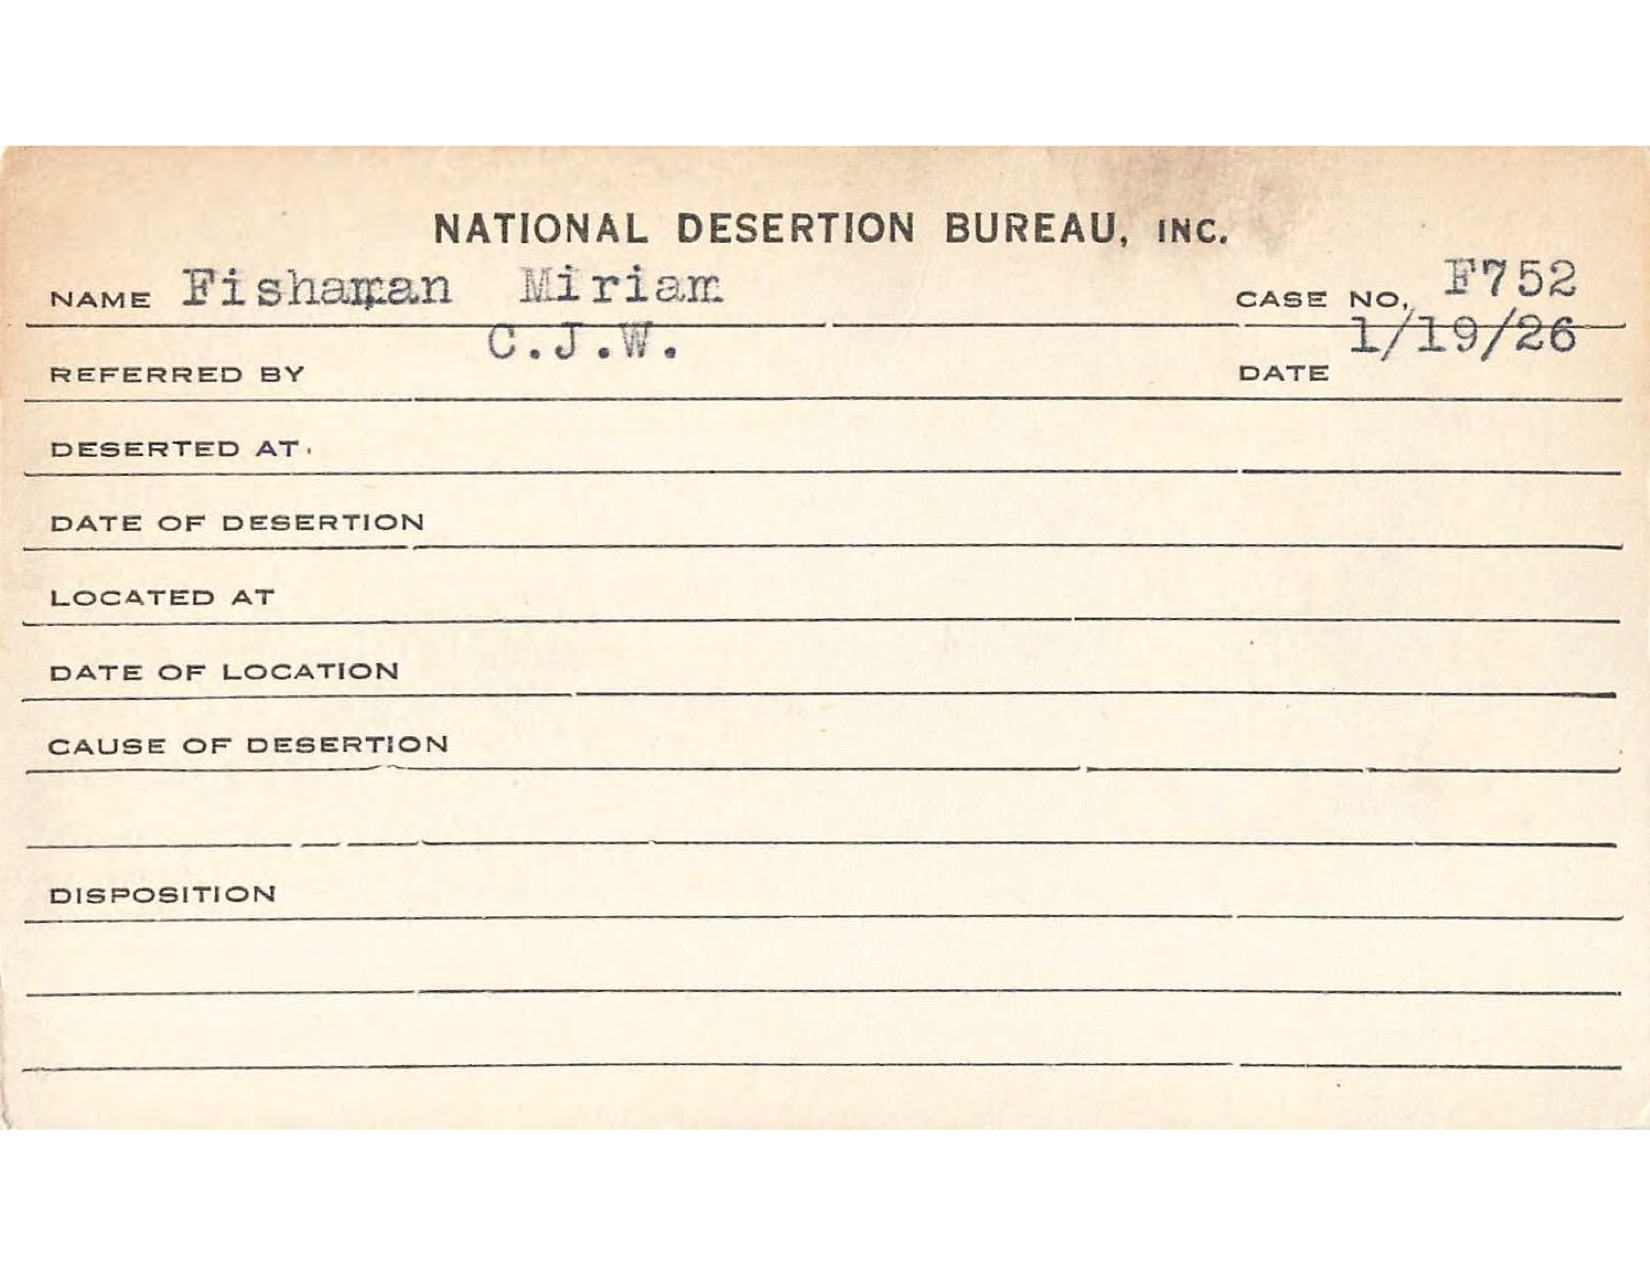 NATIONAL DESERTION BUREAU, INC.
NAME Fishaman Miriam CASE NO, F752
REFERRED BY C.J.W. DATE 1/19/26
DESERTED AT
DATE OF DESERTION
LOCATED AT
DATE OF LOCATION
CAUSE OF DESERTION
DISPOSITION